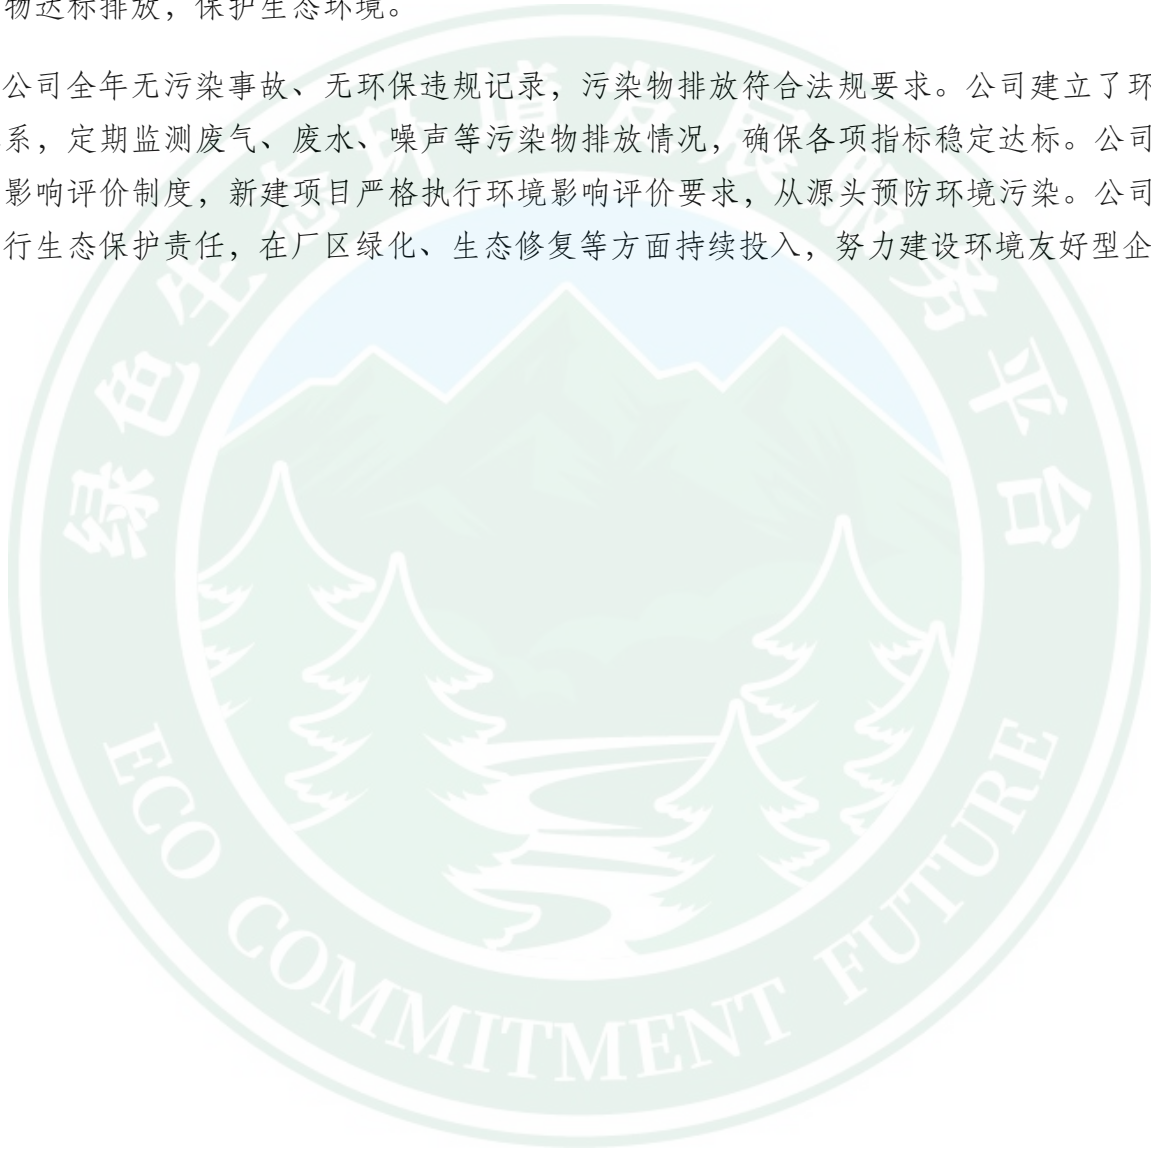 物达标排放，保护生态环境。
公司全年无污染事故、无环保违规记录，污染物排放符合法规要求。公司建立了环
系，定期监测废气、废水、噪声等污染物排放情况，确保各项指标稳定达标。公司
影响评价制度，新建项目严格执行环境影响评价要求，从源头预防环境污染。公司
行生态保护责任，在厂区绿化、生态修复等方面持续投入，努力建设环境友好型企
绿色生态环境发展服务平台
ECO COMMITMENT FUTURE